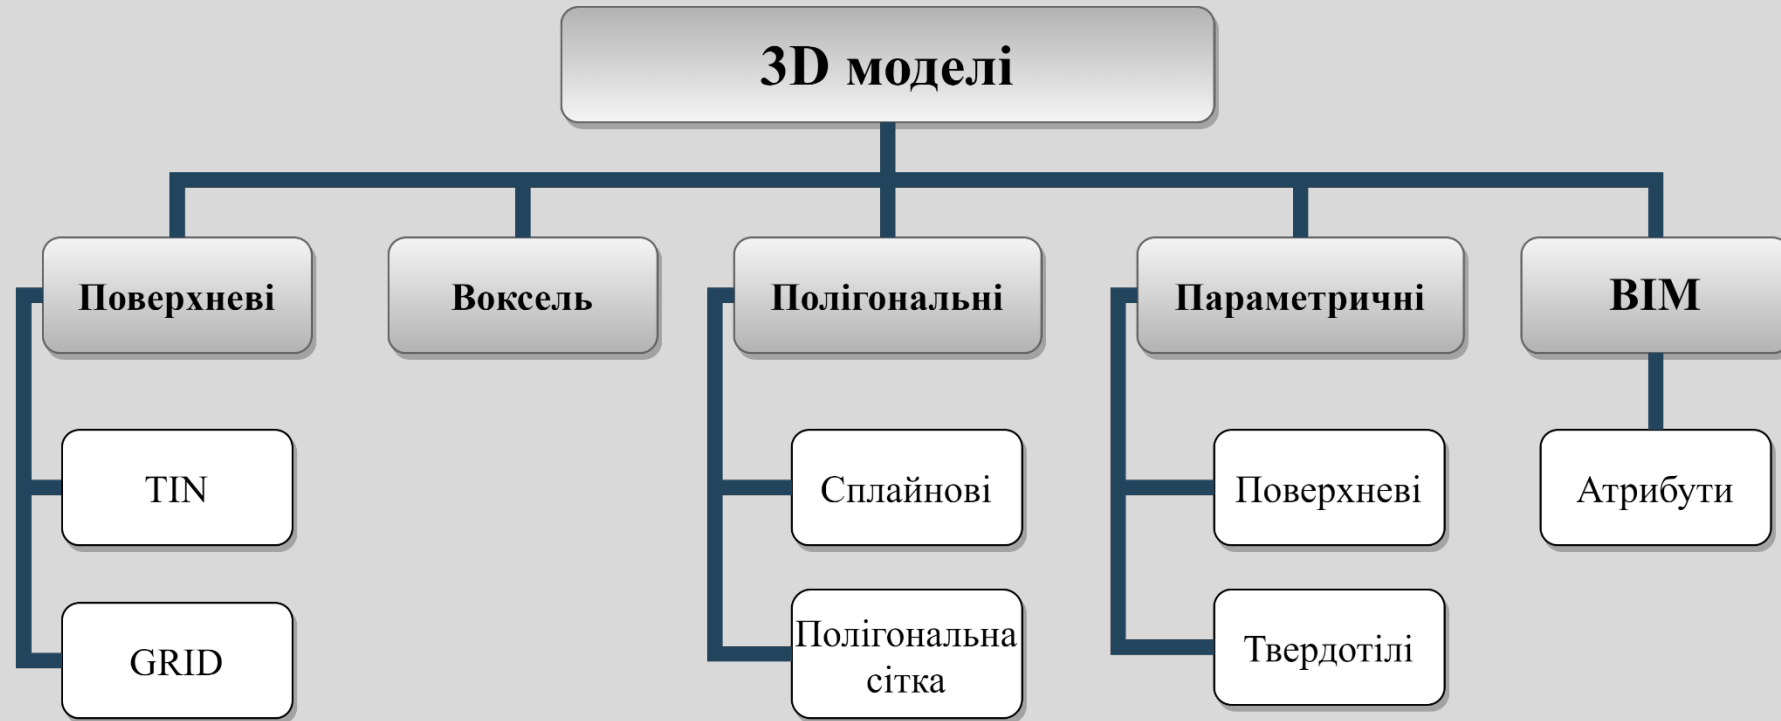 3D моделі
Поверхневі
Воксель
Полігональні
Параметричні
BIM
TIN
Сплайнові
Поверхневі
Атрибути
GRID
Полігональна
сітка
Твердотілі